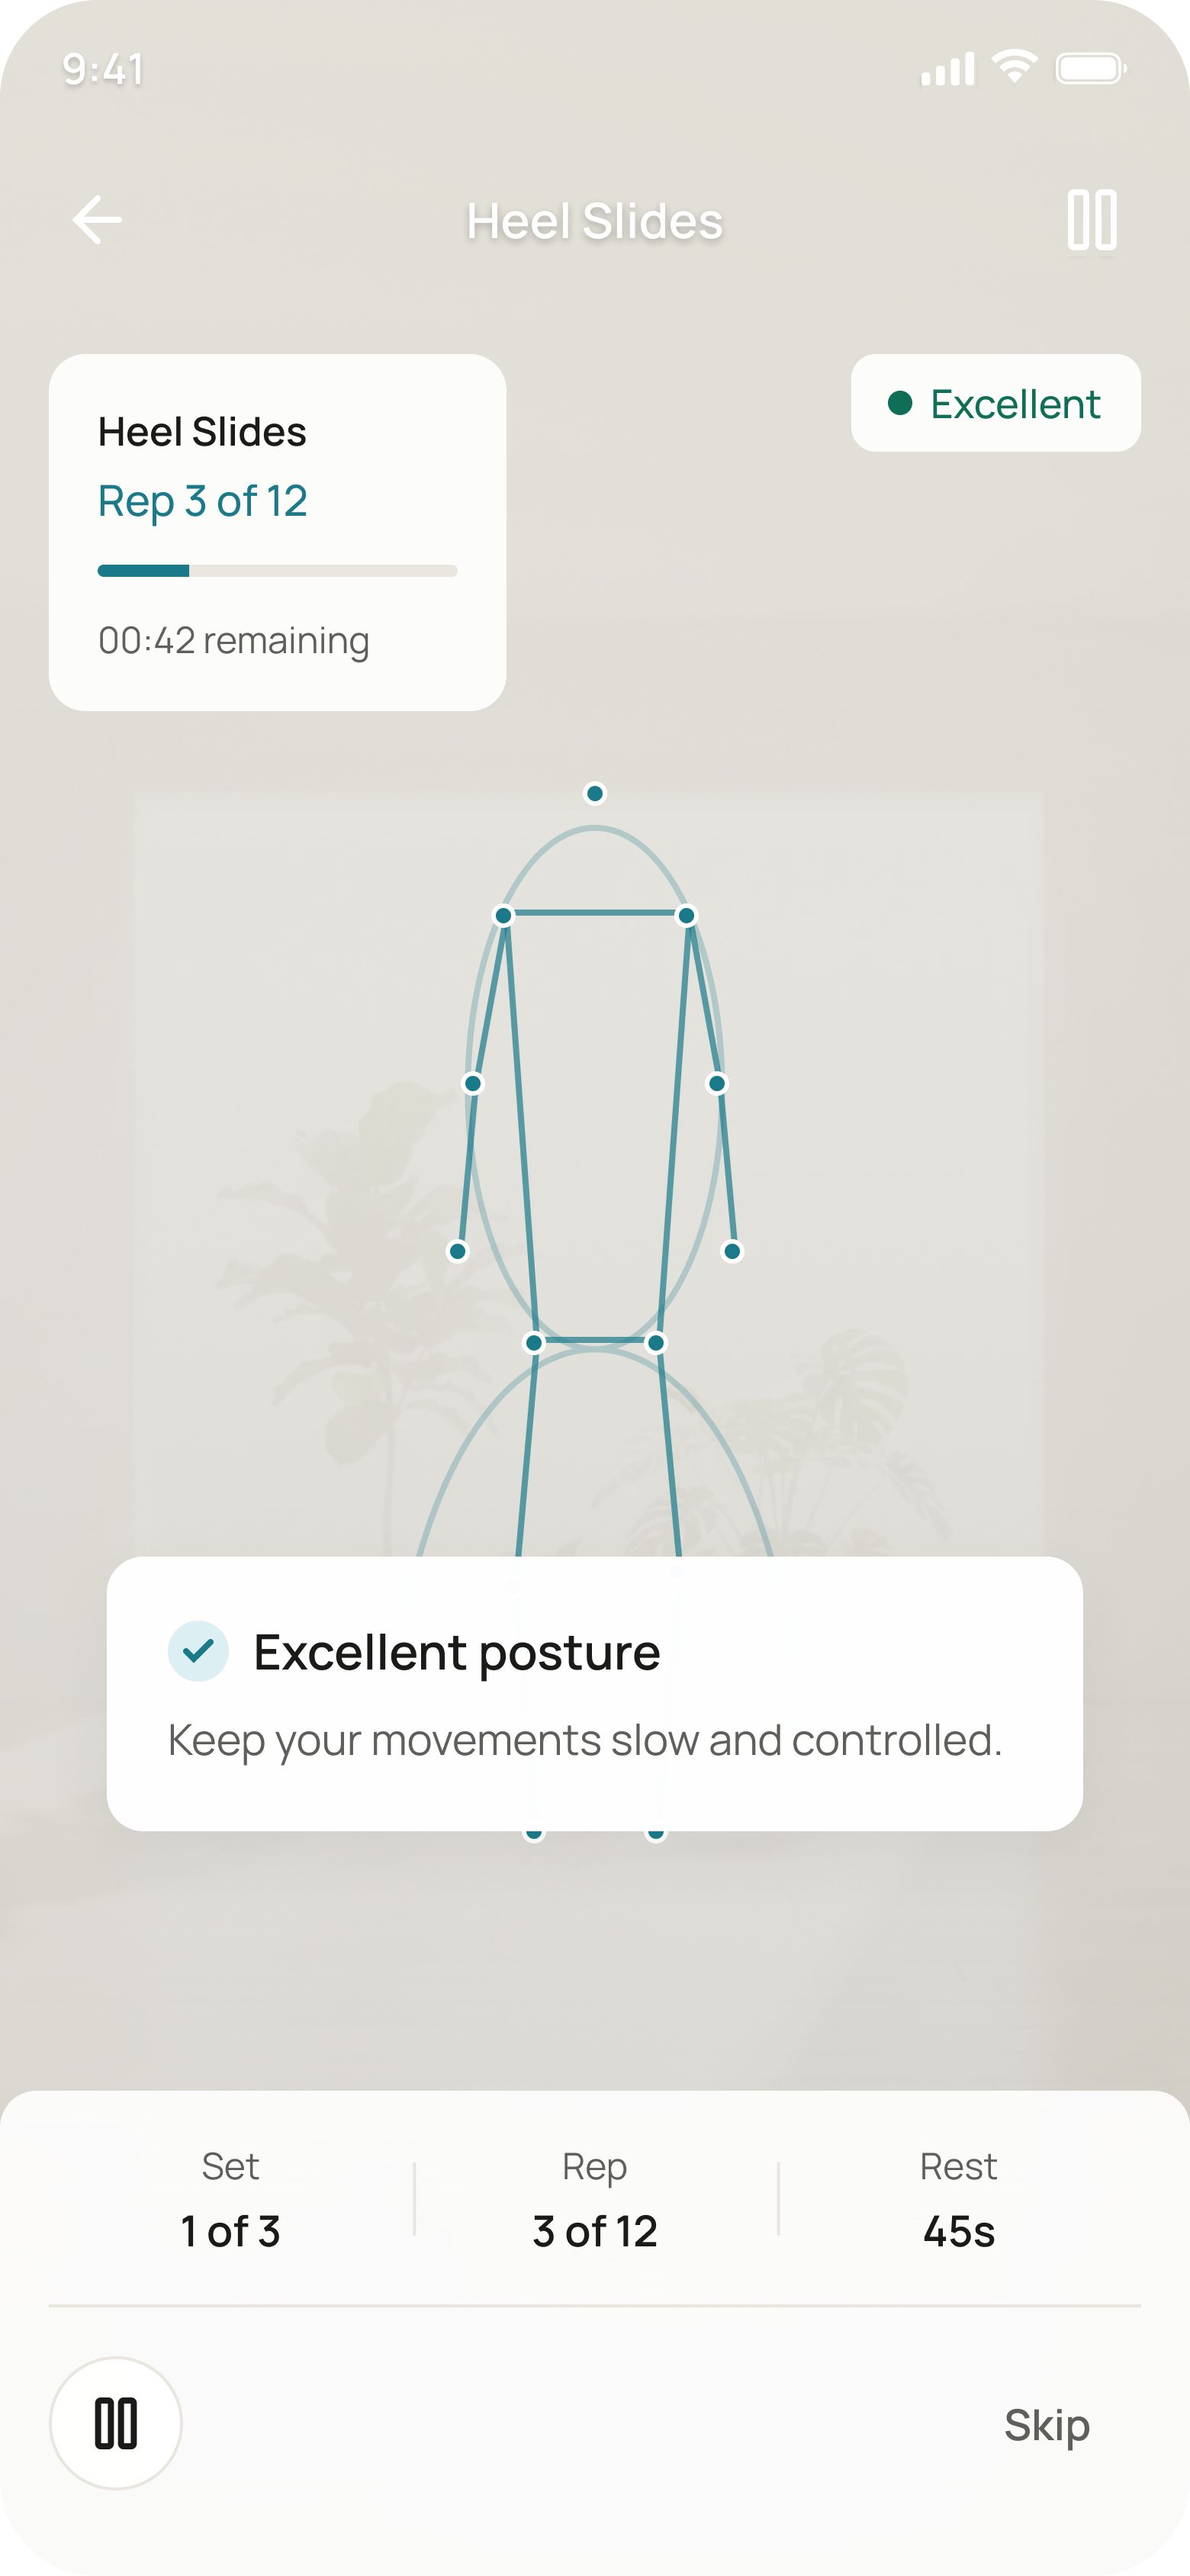 9:41
Heel Slides
Heel Slides
Rep 3 of 12
00:42 remaining
Excellent
Excellent posture
Keep your movements slow and controlled.
Set
1 of 3
Rep
3 of 12
Rest
45s
Skip